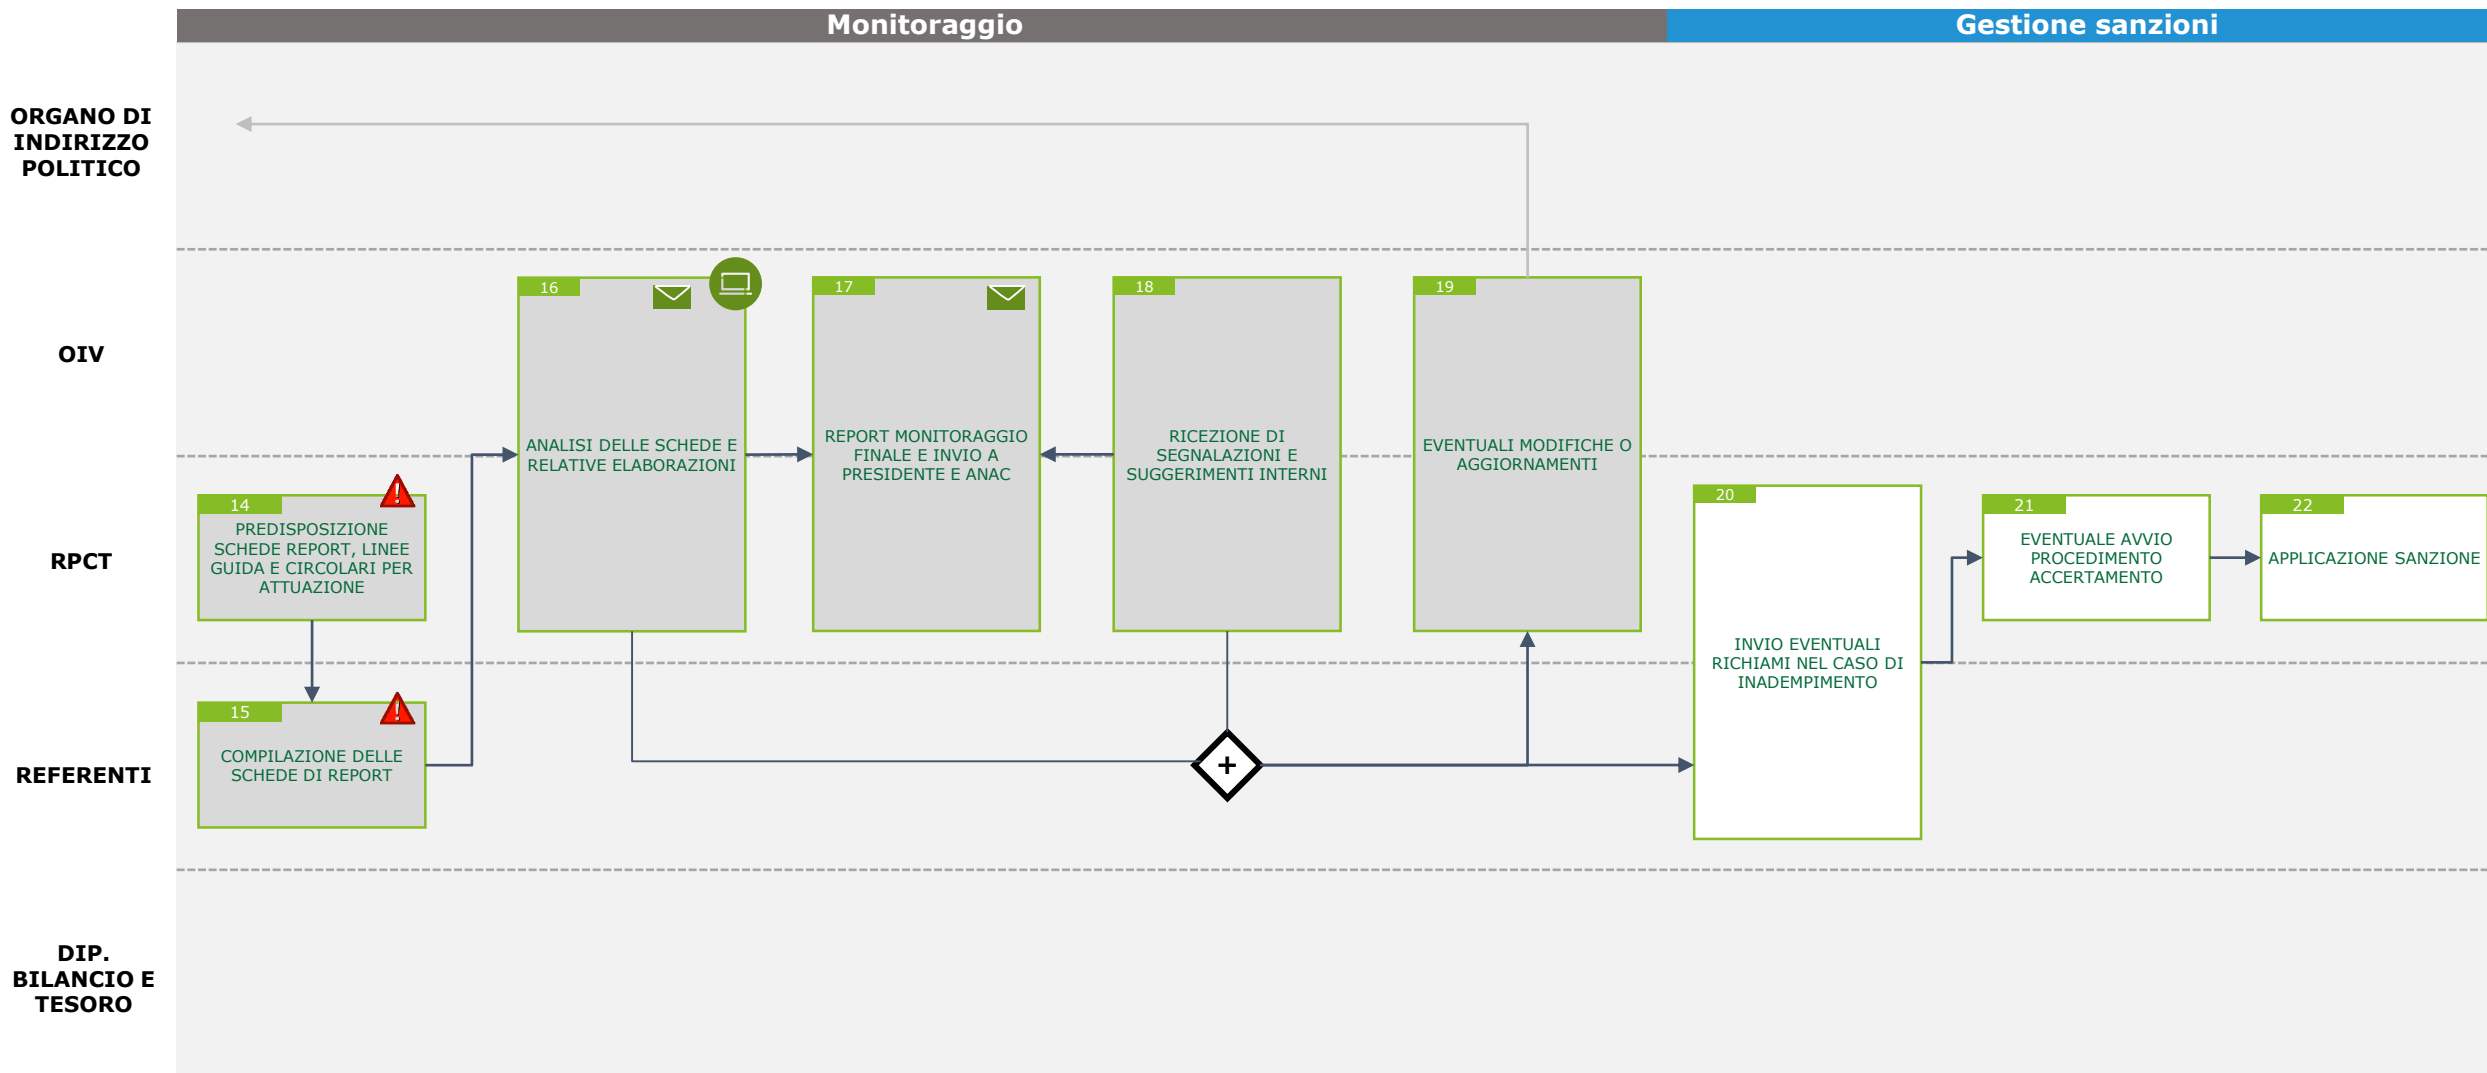 Monitoraggio
Gestione sanzioni
ORGANO DI
INDIRIZZO
POLITICO
OIV
RPCT
REFERENTI
DIP.
BILANCIO E
TESORO
14
PREDISPOSIZIONE
SCHEDE REPORT, LINEE
GUIDA E CIRCOLARI PER
ATTUAZIONE
15
COMPILAZIONE DELLE
SCHEDE DI REPORT
16
ANALISI DELLE SCHEDE E
RELATIVE ELABORAZIONI
17
REPORT MONITORAGGIO
FINALE E INVIO A
PRESIDENTE E ANAC
18
RICEZIONE DI
SEGNALAZIONI E
SUGGERIMENTI INTERNI
19
EVENTUALI MODIFICHE O
AGGIORNAMENTI
+
20
INVIO EVENTUALI
RICHIAMI NEL CASO DI
INADEMPIMENTO
21
EVENTUALE AVVIO
PROCEDIMENTO
ACCERTAMENTO
22
APPLICAZIONE SANZIONE